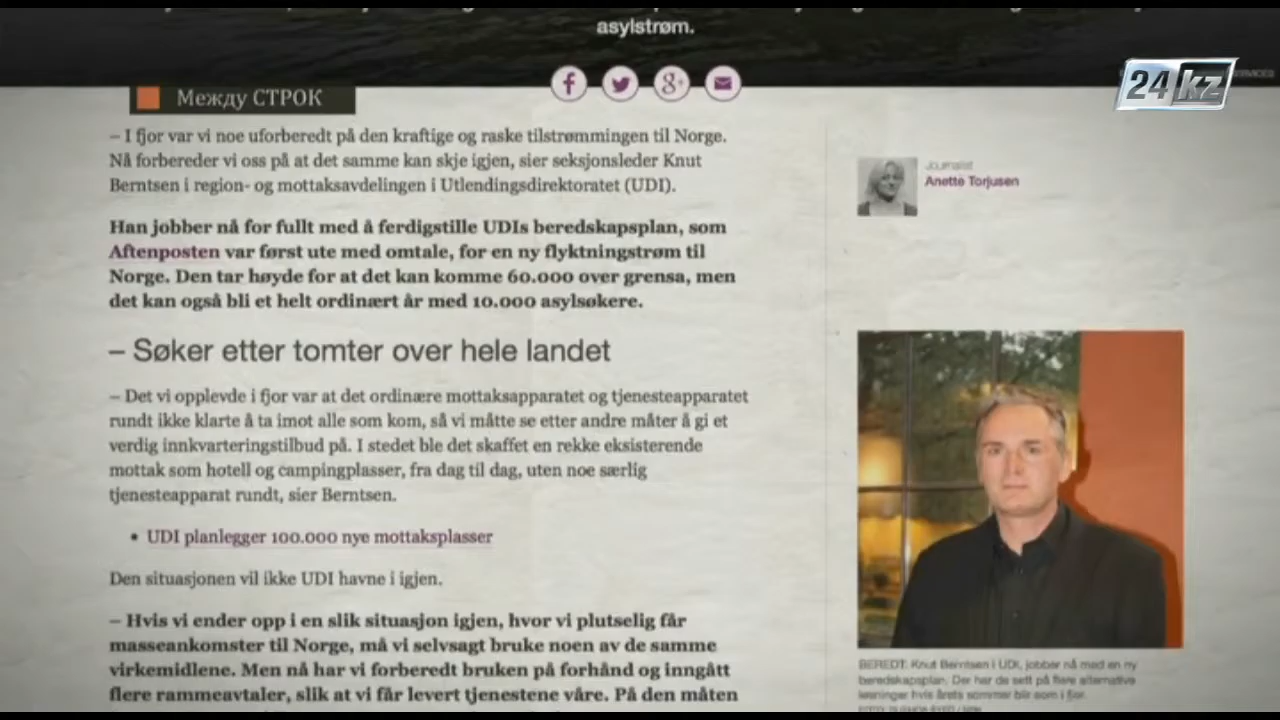 asylstrøm.
24 kz
Между СТРОК
– I fjor var vi noe uforberedt på den kraftige og raske tilstrømmingen til Norge.
Nå forbereder vi oss på at det samme kan skje igjen, sier seksjonsleder Knut
Berntsen i region- og mottaksavdelingen i Utlendingsdirektoratet (UDI).
Han jobber nå for fullt med å ferdigstille UDIs beredskapsplan, som
Aftenposten var først ute med omtale, for en ny flyktningstrøm til
Norge. Den tar høyde for at det kan komme 60.000 over grensa, men
det kan også bli et helt ordinært år med 10.000 asylsøkere.
– Søker etter tomter over hele landet
– Det vi opplevde i fjor var at det ordinære mottaksapparatet og tjenesteapparatet
rundt ikke klarte å ta imot alle som kom, så vi måtte se etter andre måter å gi et
verdig innkvarteringstilbud på. I stedet ble det skaffet en rekke eksisterende
mottak som hotell og campingplasser, fra dag til dag, uten noe særlig
tjenesteapparat rundt, sier Berntsen.
• UDI planlegger 100.000 nye mottaksplasser
Den situasjonen vil ikke UDI havne i igjen.
– Hvis vi ender opp i en slik situasjon igjen, hvor vi plutselig får
masseankomster til Norge, må vi selvsagt bruke noen av de samme
virkemidlene. Men nå har vi forberedt bruken på forhånd og inngått
flere rammeavtaler, slik at vi får levert tjenestene våre. På den måten
Journalist
Anette Torjusen
BEREDT: Knut Berntsen i UDI, jobber nå med en ny
beredskapsplan. Der har de sett på flere alternative
løsninger hvis årets sommer blir som i fjor.